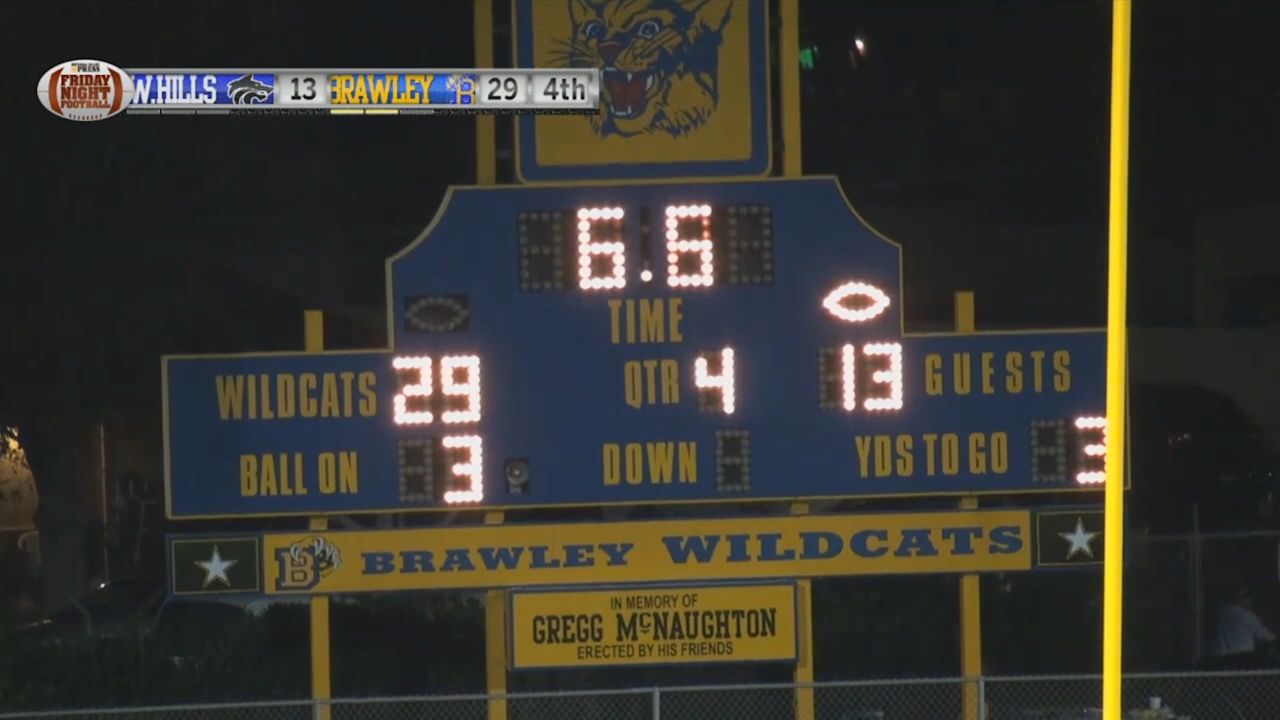 FRIDAY NIGHT FOOTBALL
W.HILLS 13 BRAWLEY B 29 4th
6.6
TIME
WILDCATS 29 QTR 4 13 GUESTS
BALL ON 3 DOWN YDS TO GO 3
B BRAWLEY WILDCATS
IN MEMORY OF
GREGG McNAUGHTON
ERECTED BY HIS FRIENDS